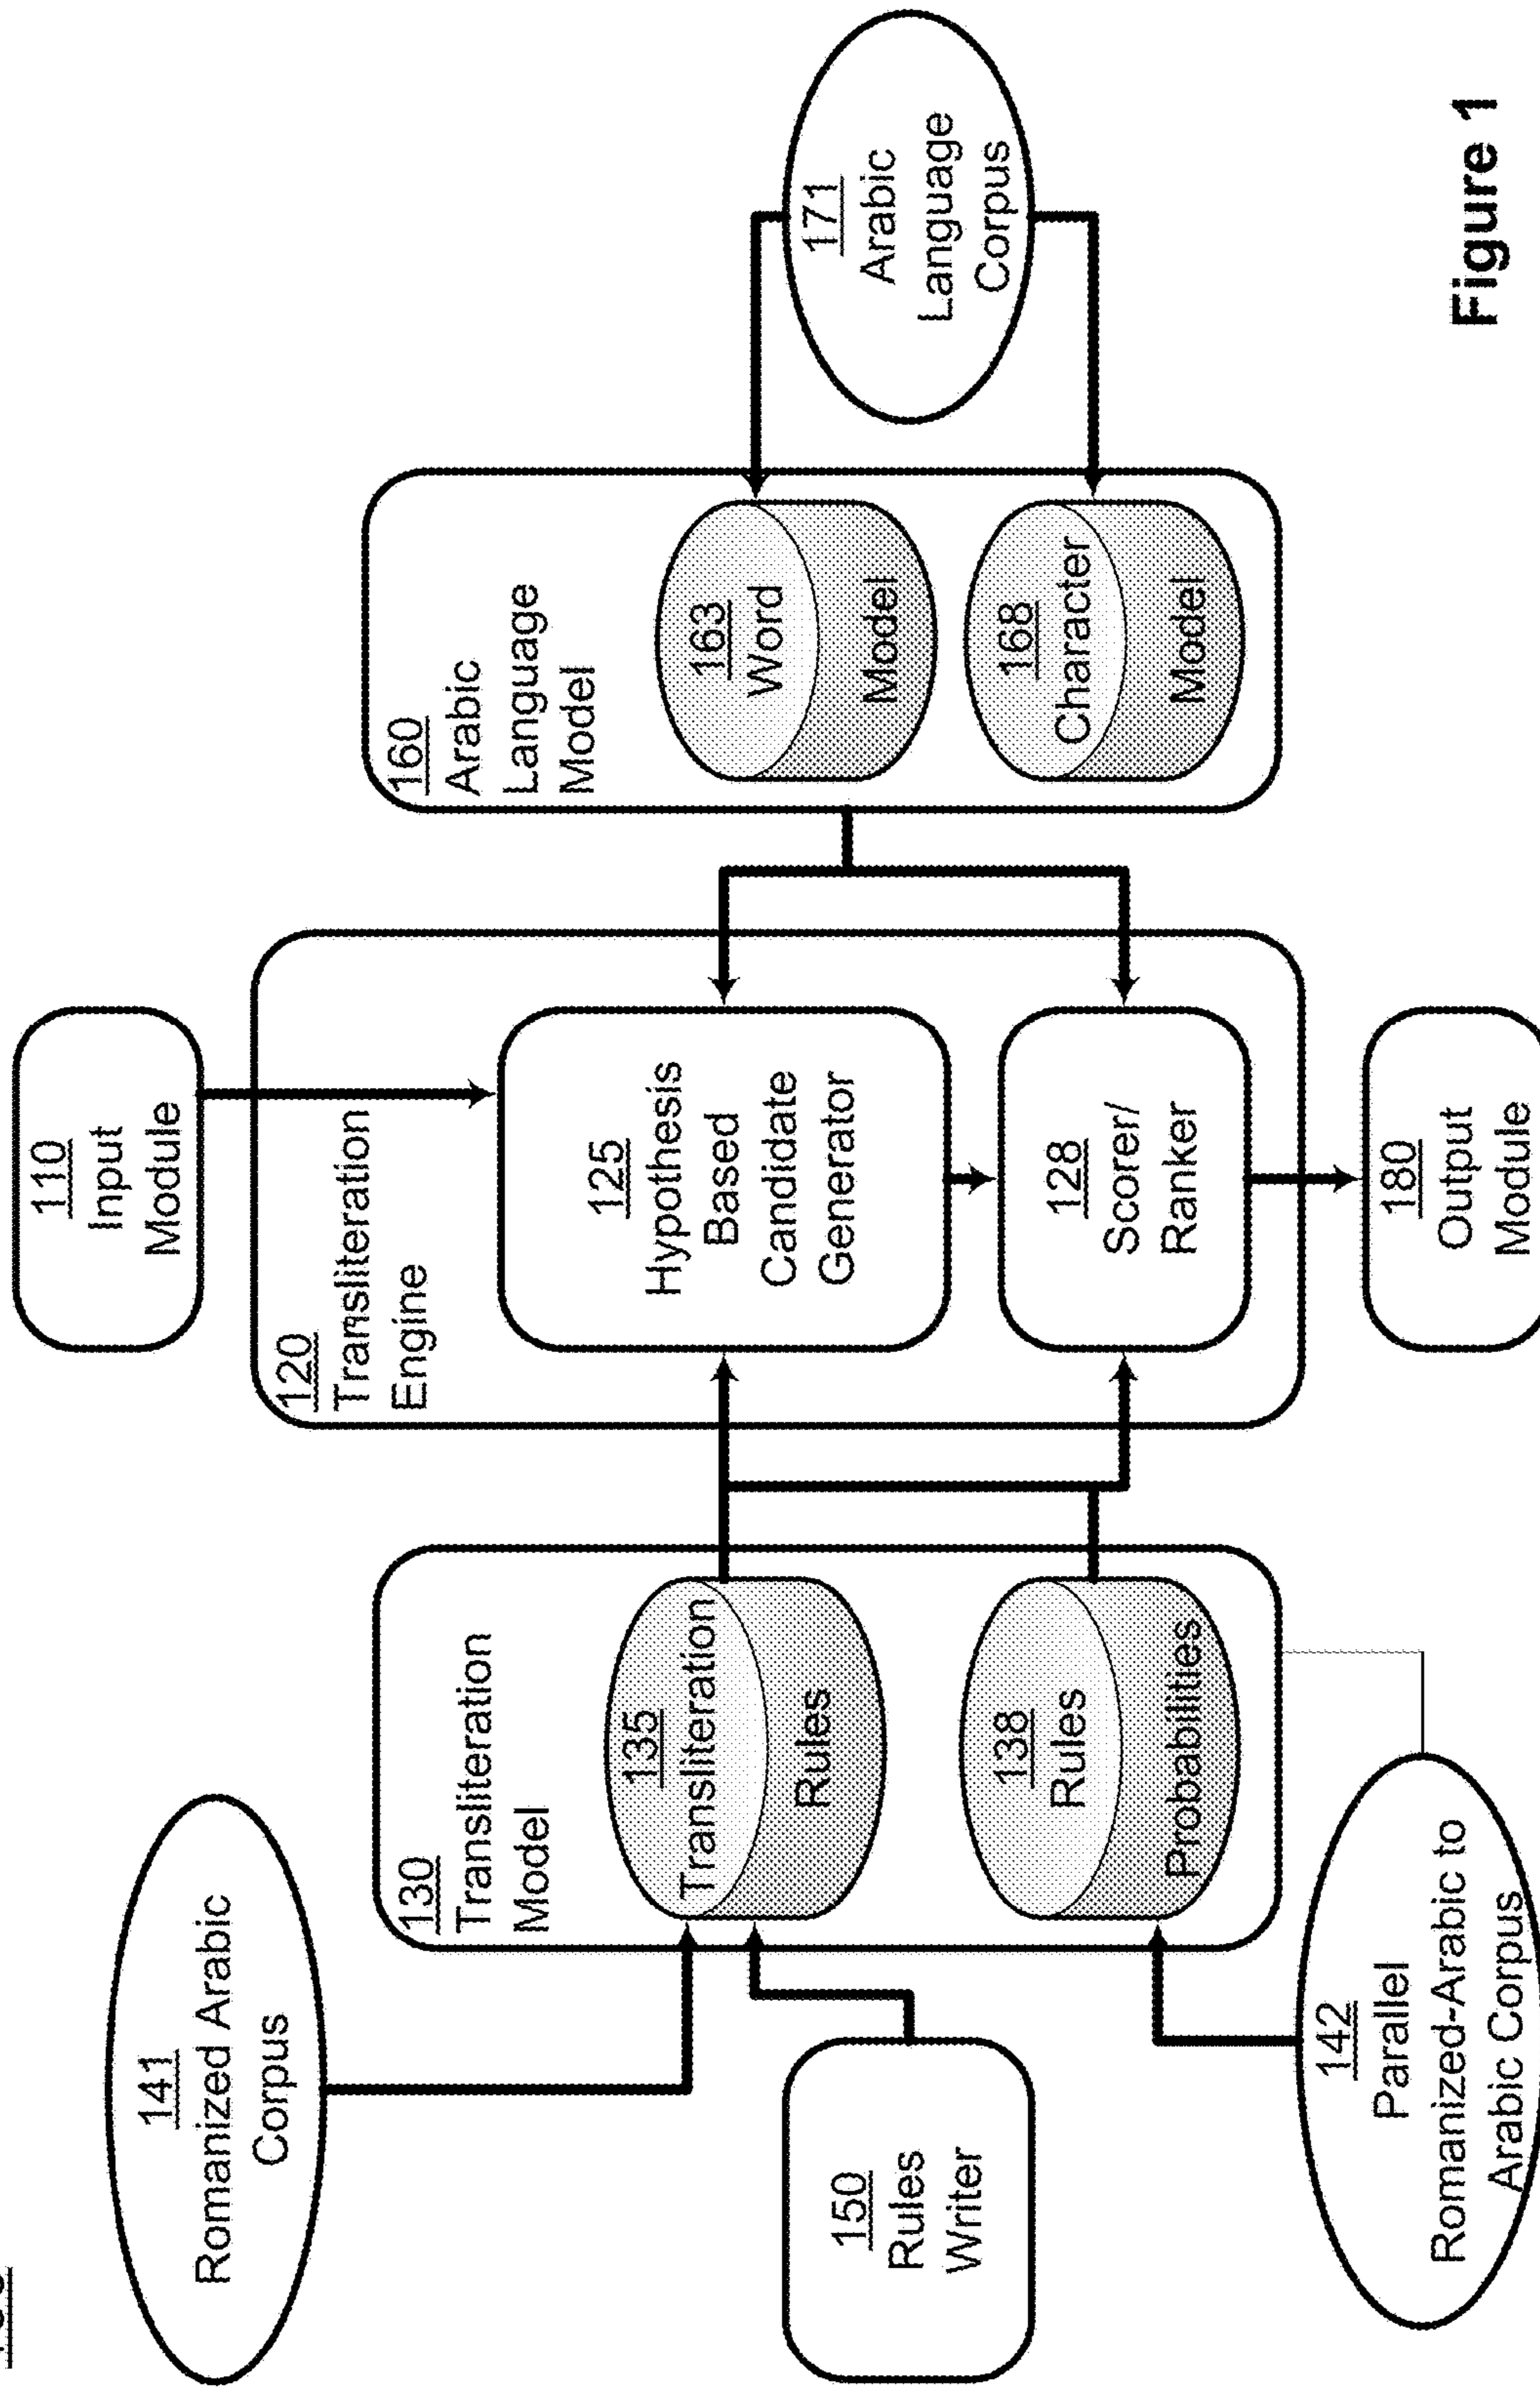 110
Input
Module
141
Romanized Arabic
Corpus
120
Transliteration
Engine
130
Transliteration
Model
160
Arabic
Language
Model
125
Hypothesis
Based
Candidate
Generator
135
Transliteration
Rules
163
Word
Model
171
Arabic
Language
Corpus
150
Rules
Writer
138
Rules
Probabilities
128
Scorer/
Ranker
168
Character
Model
142
Parallel
Romanized-Arabic to
Arabic Corpus
180
Output
Module
Figure 1